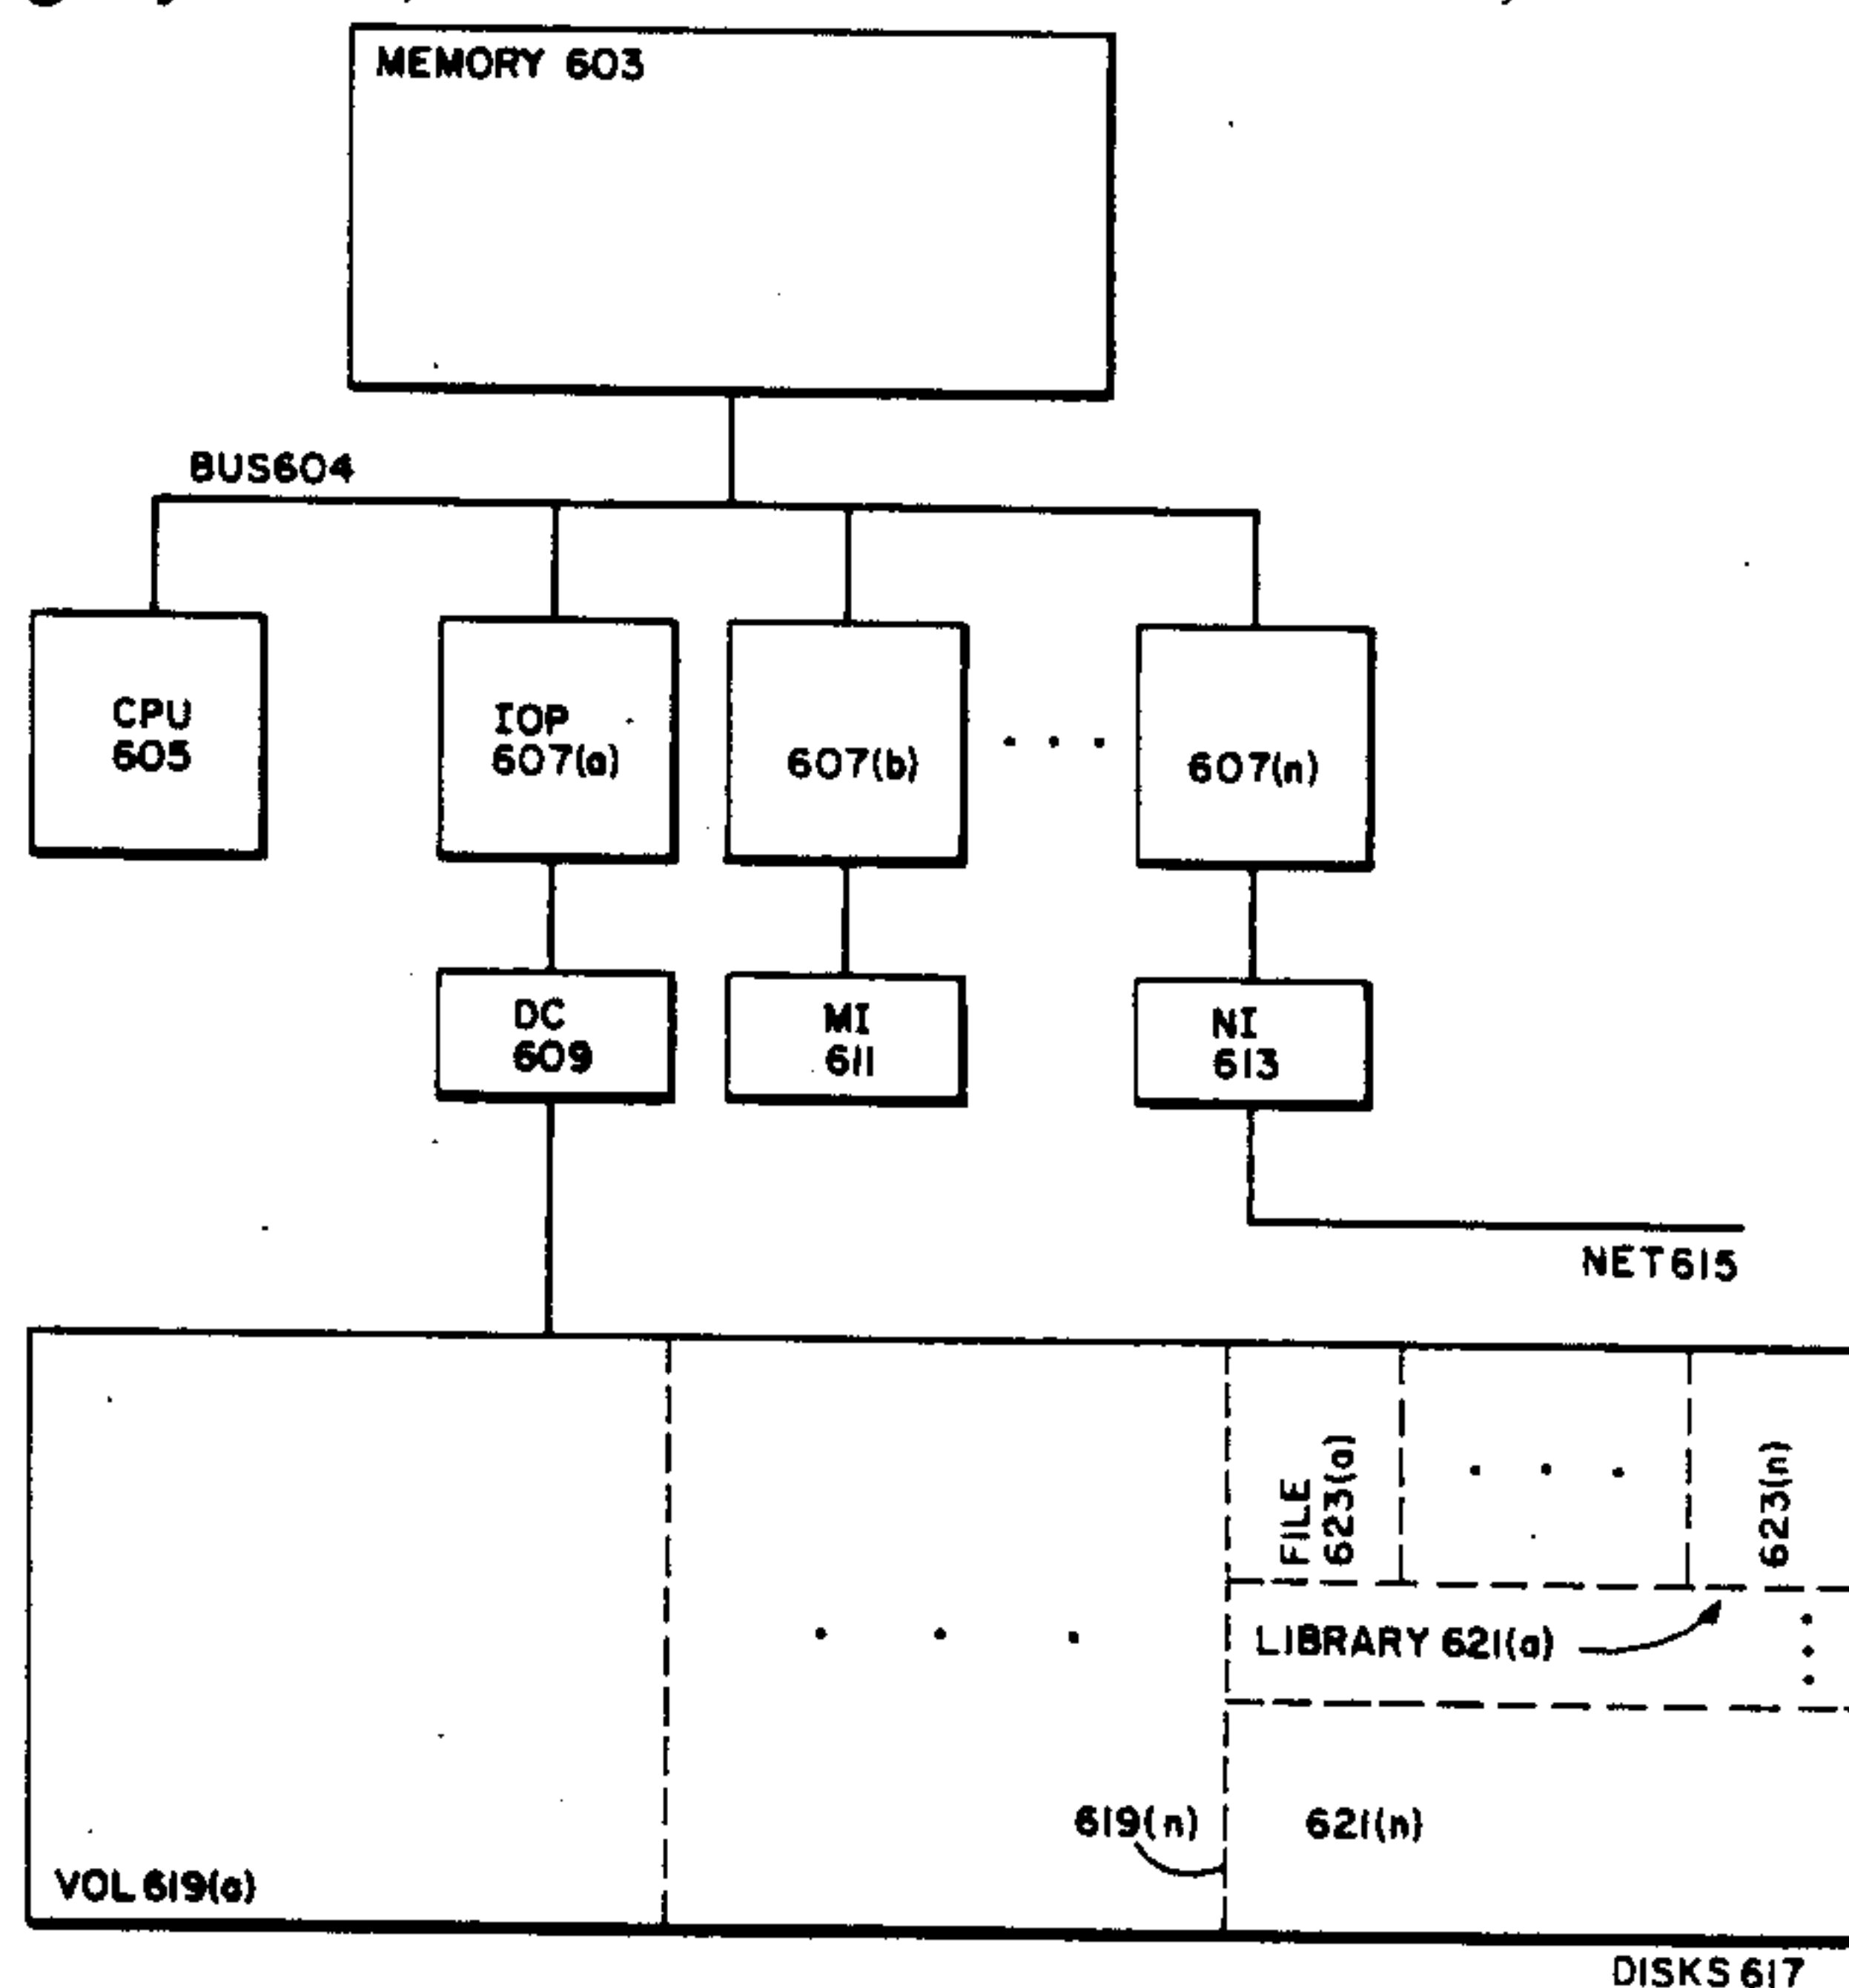 MEMORY 603
BUS604
CPU
605
IOP
607(a)
607(b)
. . .
607(n)
DC
609
MI
611
NI
613
NET615
FILE
623(a)
. . .
623(n)
. . .
LIBRARY 621(a)
619(n)
621(n)
VOL 619(a)
DISKS 617